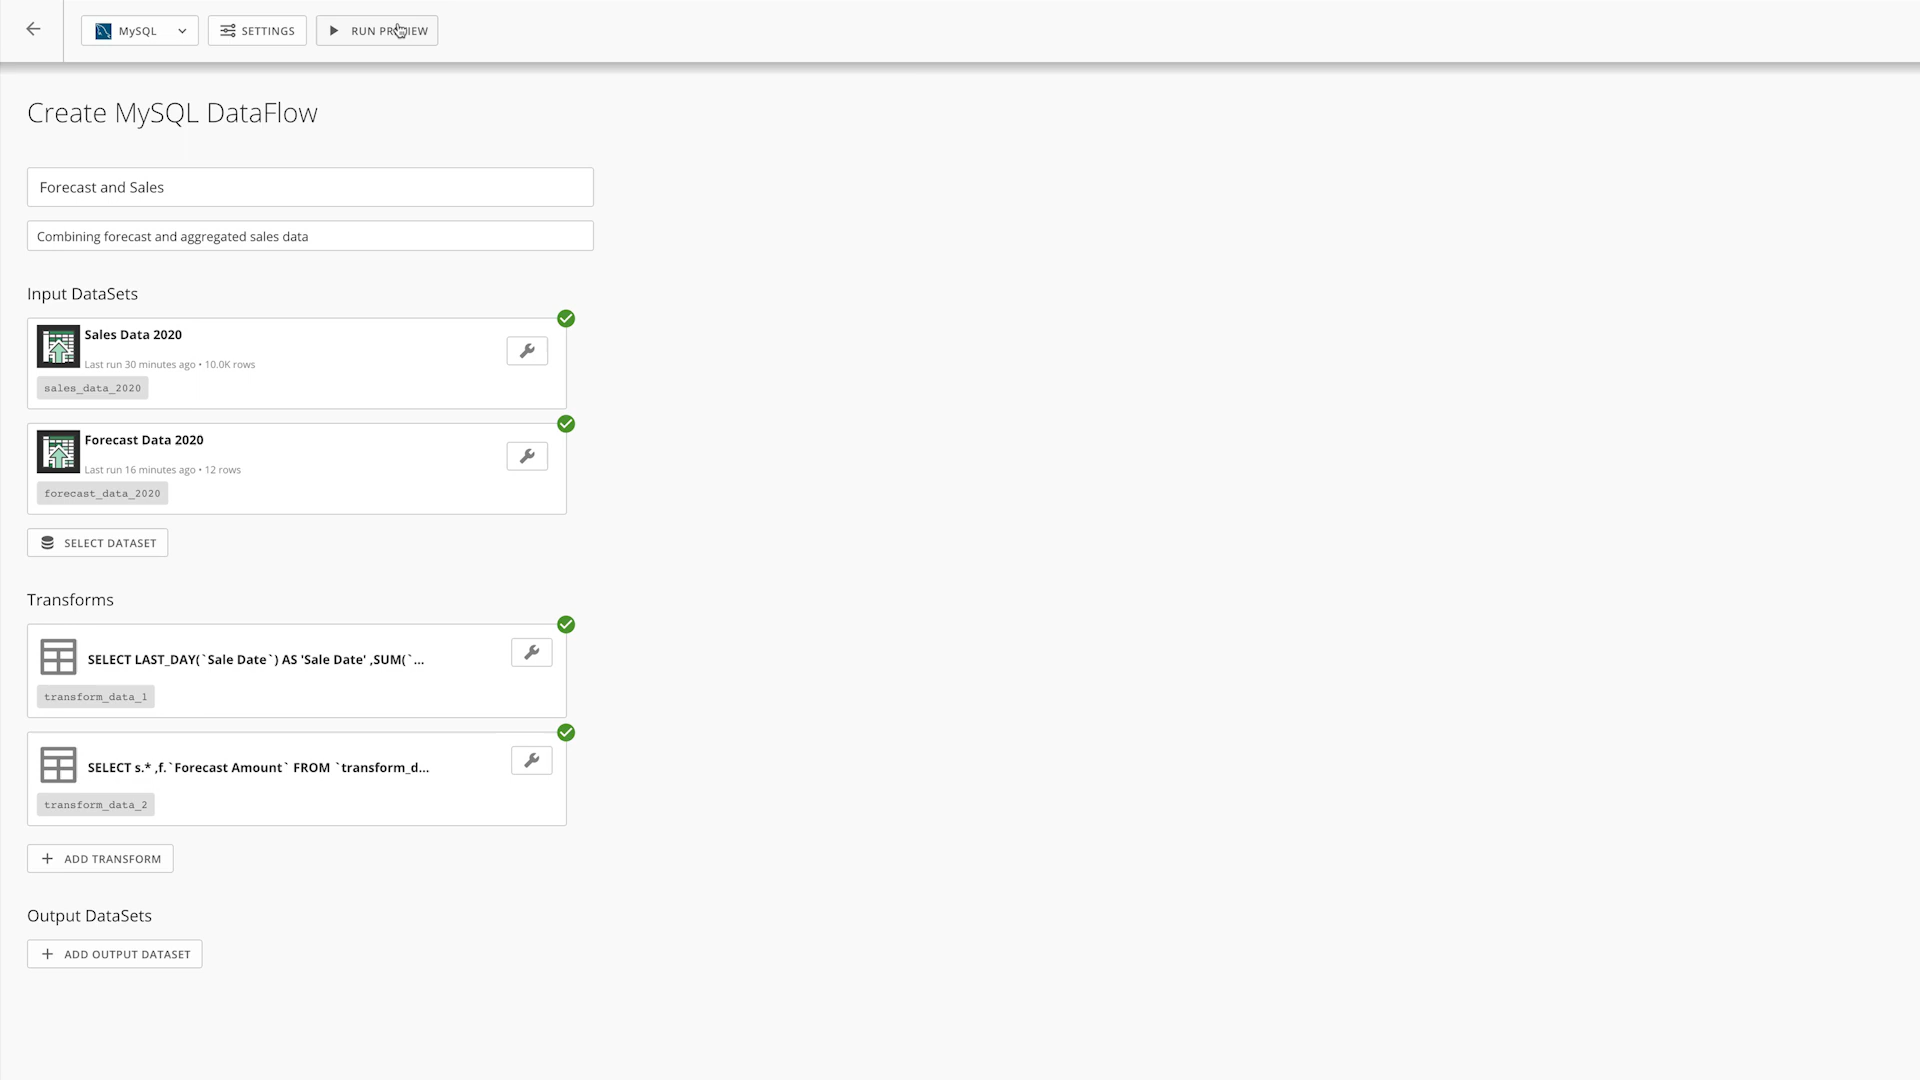 MySQL
SETTINGS
RUN PREVIEW
Create MySQL DataFlow
Forecast and Sales
Combining forecast and aggregated sales data
Input DataSets
Sales Data 2020
Last run 30 minutes ago • 10.0K rows
sales_data_2020
Forecast Data 2020
Last run 16 minutes ago • 12 rows
forecast_data_2020
SELECT DATASET
Transforms
SELECT LAST_DAY(`Sale Date`) AS 'Sale Date' ,SUM(`...
transform_data_1
SELECT s.* ,f.`Forecast Amount` FROM `transform_d...
transform_data_2
ADD TRANSFORM
Output DataSets
ADD OUTPUT DATASET